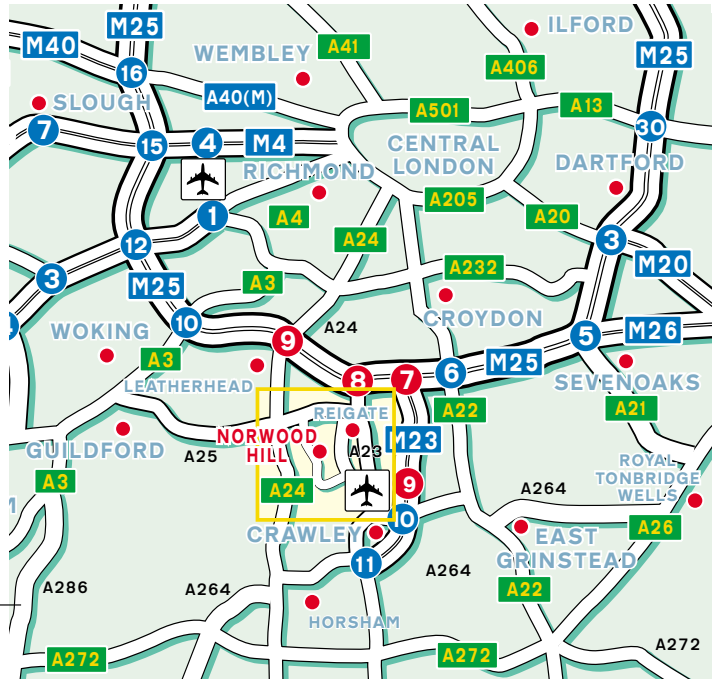 M25
M40
A41
ILFORD
WEMBLEY
A406
M25
16
SLOUGH
A40(M)
A501
A13
7
15
4
M4
30
CENTRAL
LONDON
DARTFORD
RICHMOND
A205
1
A4
A20
A24
12
3
M20
3
M25
A3
A232
10
A24
CROYDON
9
WOKING
5
M26
A3
LEATHERHEAD
8
7
6
M25
SEVENOAKS
REIGATE
A22
A21
GUILDFORD
NORWOOD
HILL
A23
M23
A25
ROYAL
TONBRIDGE
WELLS
A3
A24
9
A264
M
10
A26
CRAWLEY
EAST
GRINSTEAD
11
A286
A264
A264
A22
HORSHAM
A272
A272
A272